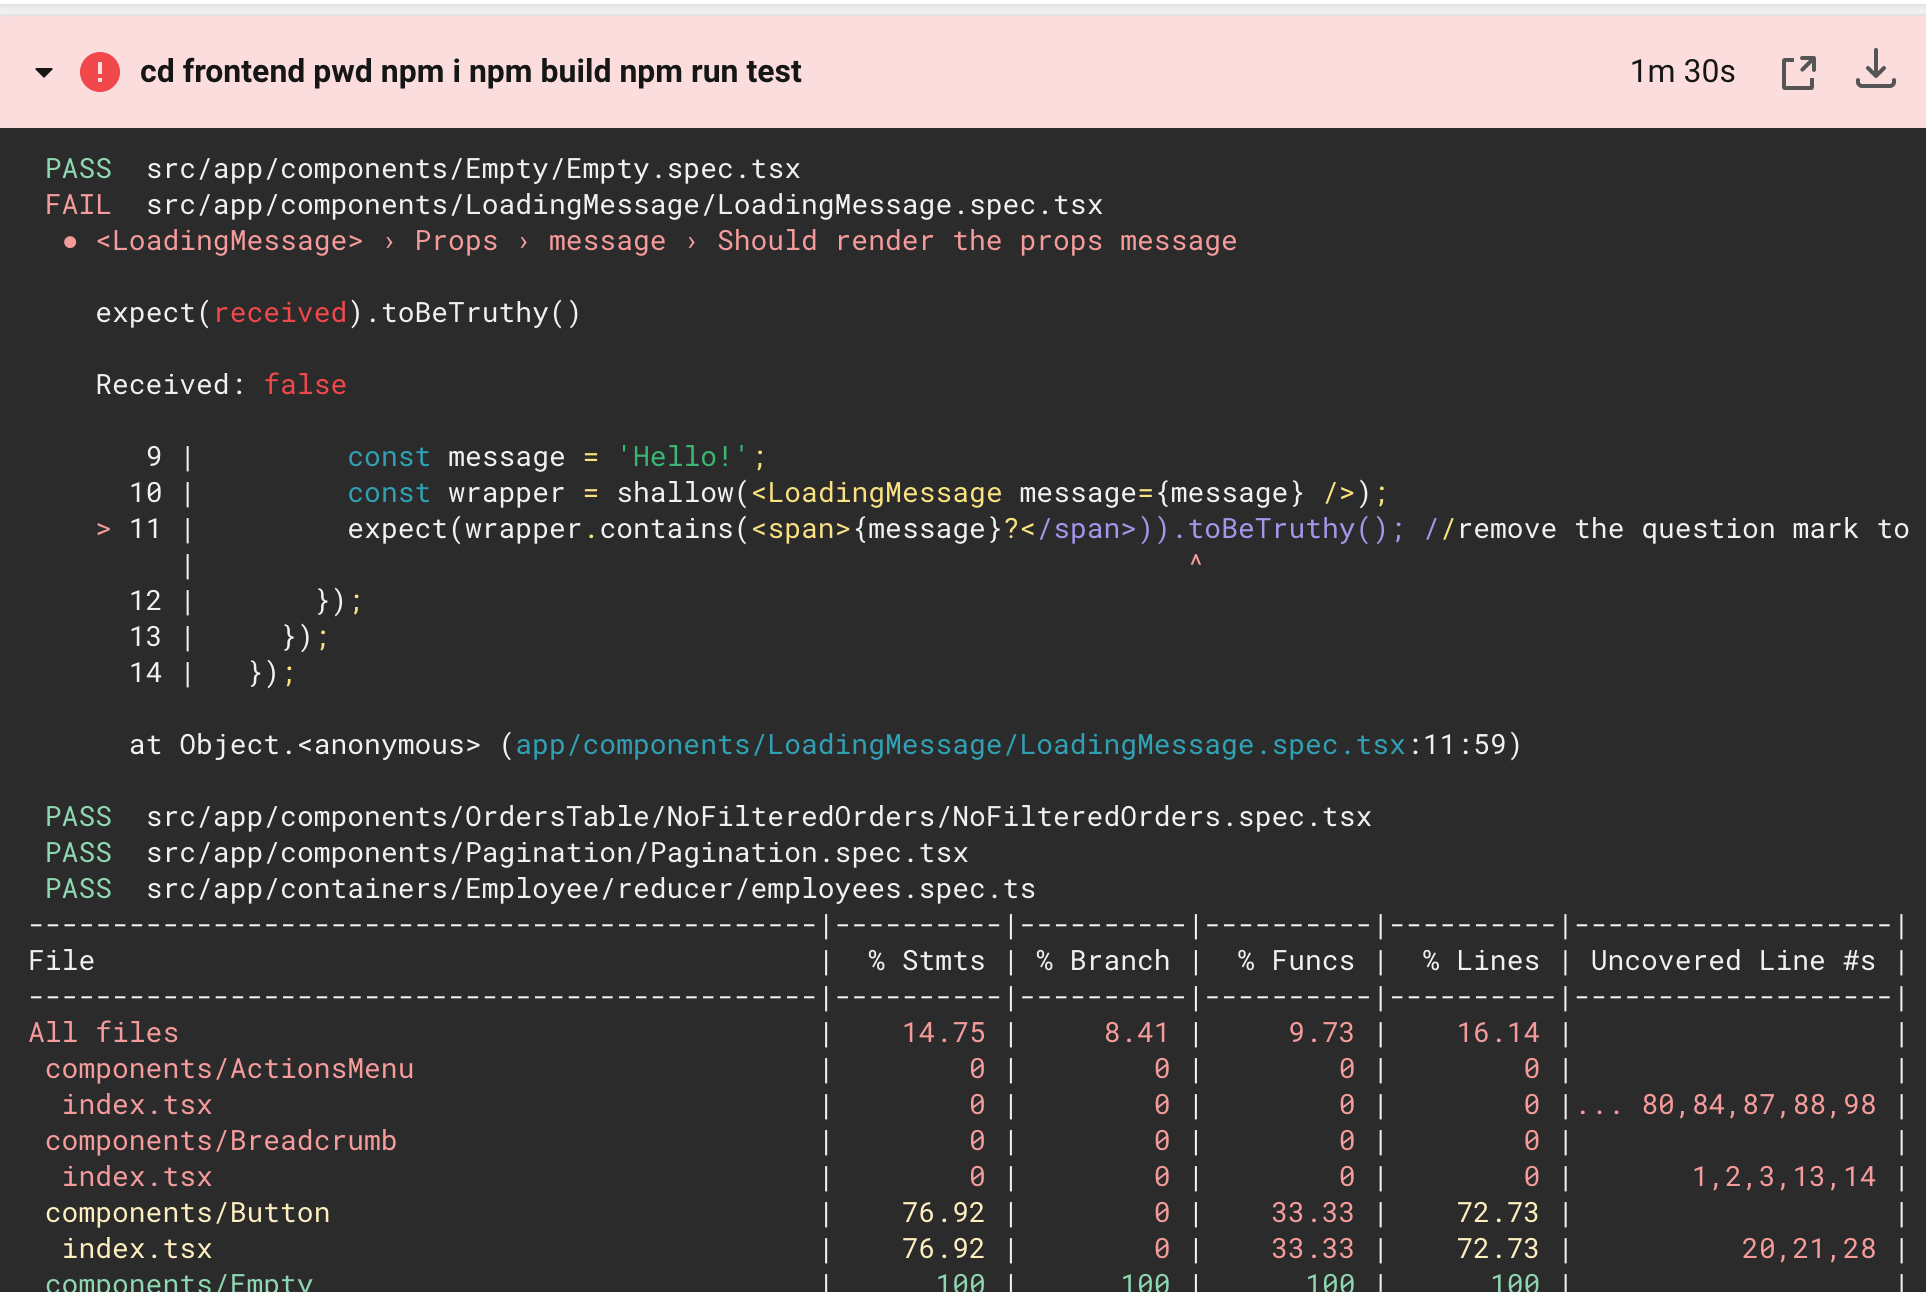 cd frontend pwd npm i npm build npm run test 1m 30s
PASS src/app/components/Empty/Empty.spec.tsx
FAIL src/app/components/LoadingMessage/LoadingMessage.spec.tsx
● <LoadingMessage> › Props › message › Should render the props message
expect(received).toBeTruthy()
Received: false
9 | const message = 'Hello!';
10 | const wrapper = shallow(<LoadingMessage message={message} />);
> 11 | expect(wrapper.contains(<span>{message}?</span>)).toBeTruthy(); //remove the question mark to
| ^
12 | });
13 | });
14 | });
at Object.<anonymous> (app/components/LoadingMessage/LoadingMessage.spec.tsx:11:59)
PASS src/app/components/OrdersTable/NoFilteredOrders/NoFilteredOrders.spec.tsx
PASS src/app/components/Pagination/Pagination.spec.tsx
PASS src/app/containers/Employee/reducer/employees.spec.ts
-----------------------------------------------|----------|----------|----------|----------|-------------------|
File | % Stmts | % Branch | % Funcs | % Lines | Uncovered Line #s |
-----------------------------------------------|----------|----------|----------|----------|-------------------|
All files | 14.75 | 8.41 | 9.73 | 16.14 | |
components/ActionsMenu | 0 | 0 | 0 | 0 | |
index.tsx | 0 | 0 | 0 | 0 |... 80,84,87,88,98 |
components/Breadcrumb | 0 | 0 | 0 | 0 | |
index.tsx | 0 | 0 | 0 | 0 | 1,2,3,13,14 |
components/Button | 76.92 | 0 | 33.33 | 72.73 | |
index.tsx | 76.92 | 0 | 33.33 | 72.73 | 20,21,28 |
components/Empty | 100 | 100 | 100 | 100 | |